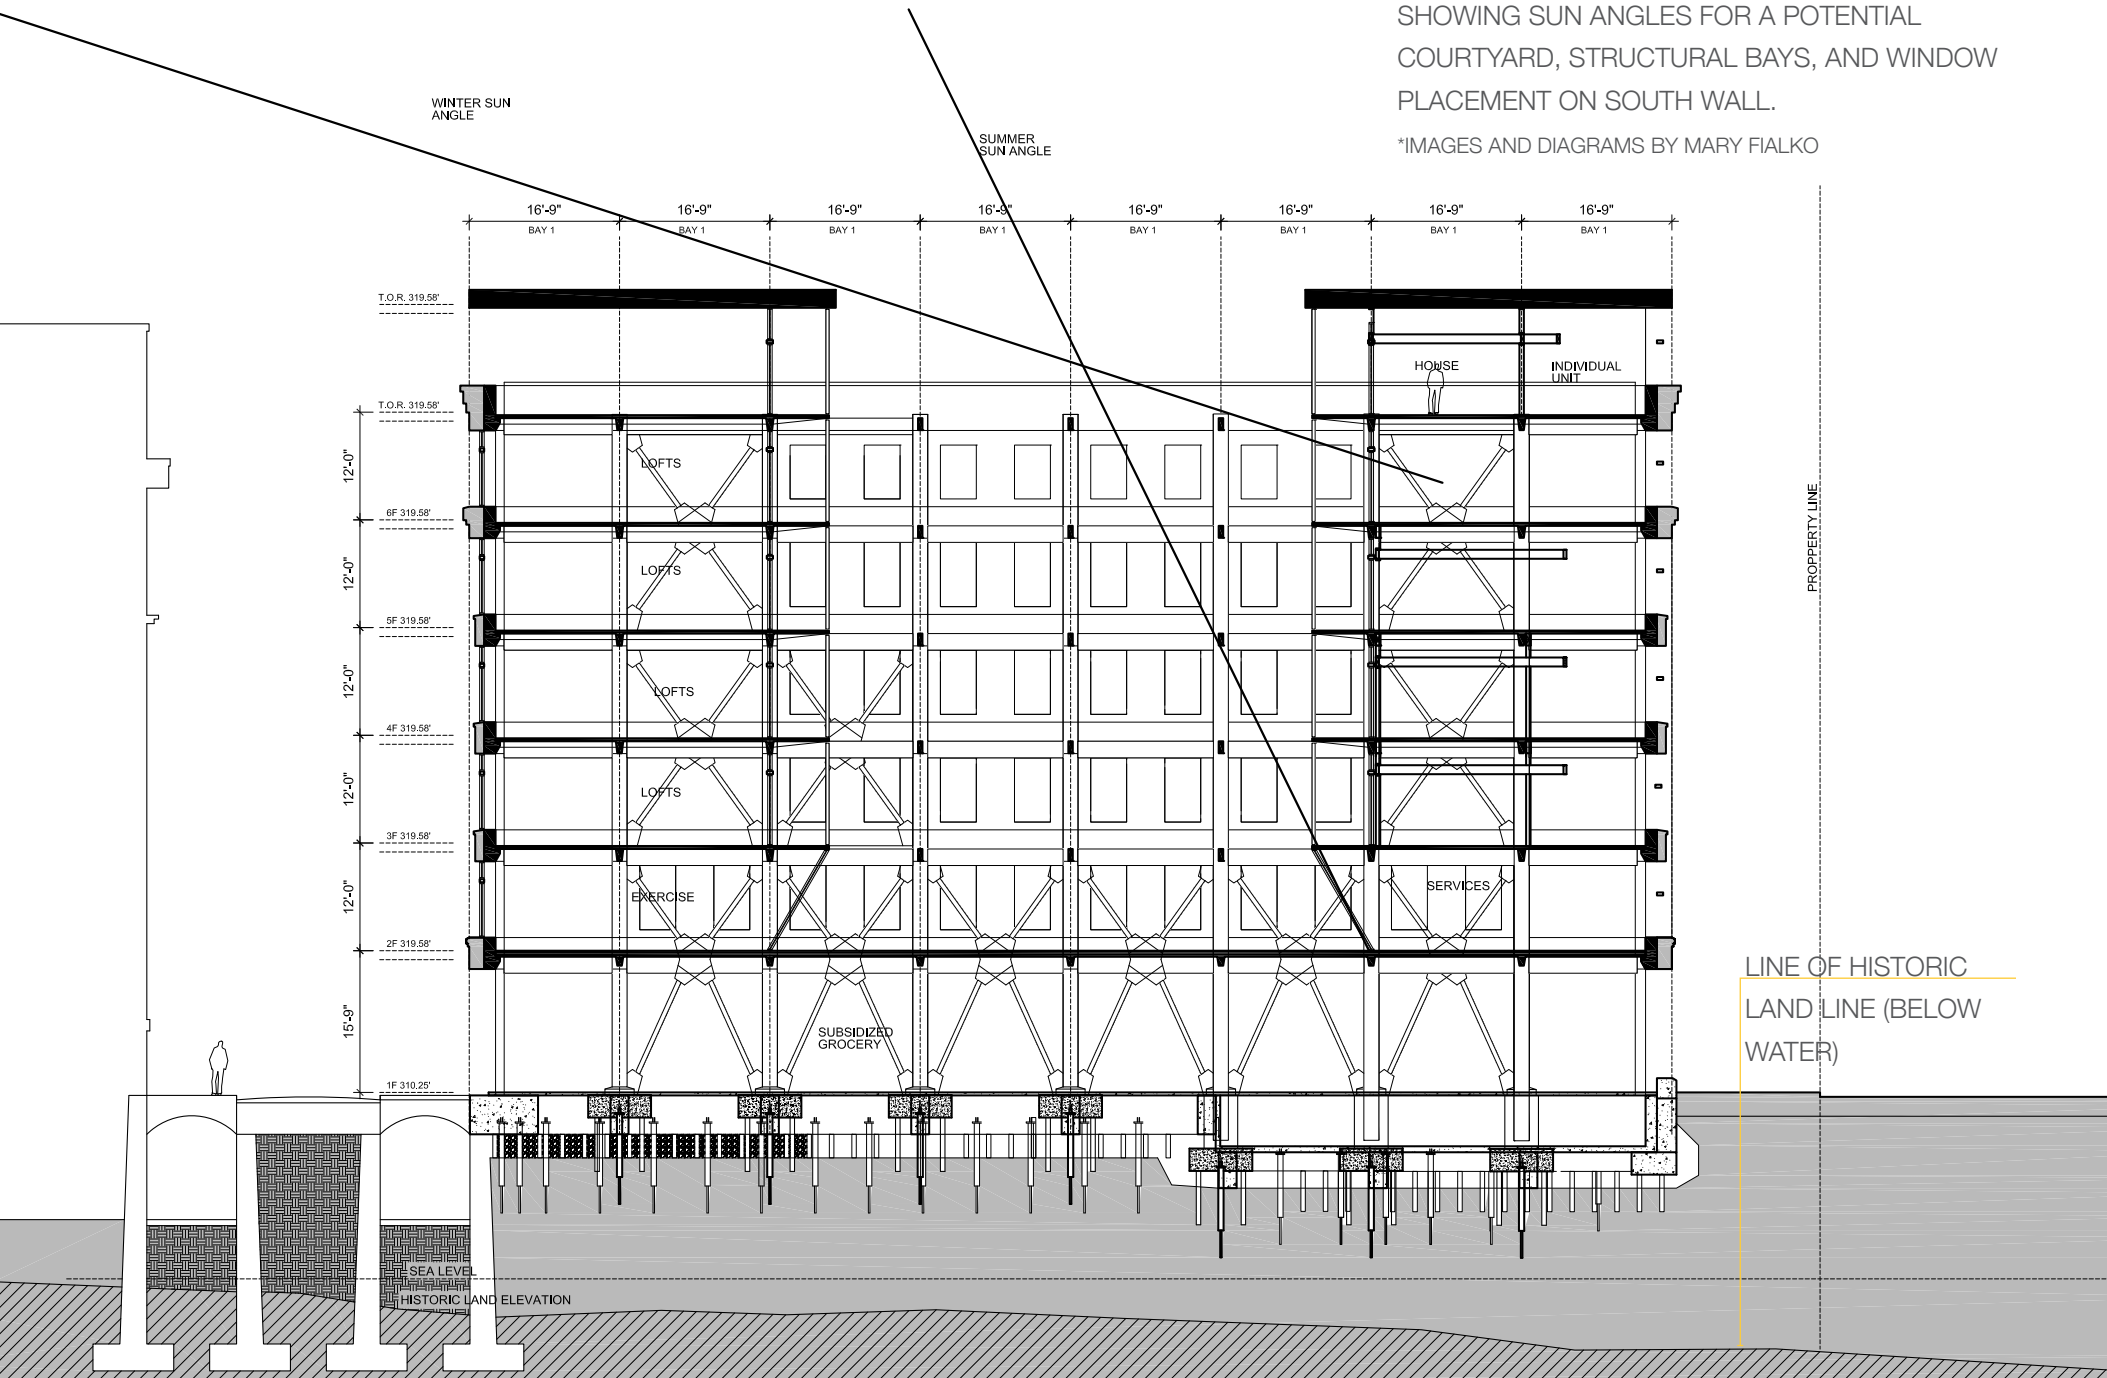 SHOWING SUN ANGLES FOR A POTENTIAL
COURTYARD, STRUCTURAL BAYS, AND WINDOW
PLACEMENT ON SOUTH WALL.
*IMAGES AND DIAGRAMS BY MARY FIALKO
WINTER SUN
ANGLE
SUMMER
SUN ANGLE
16'-9" 16'-9" 16'-9" 16'-9" 16'-9" 16'-9" 16'-9" 16'-9"
BAY 1 BAY 1 BAY 1 BAY 1 BAY 1 BAY 1 BAY 1 BAY 1
T.O.R. 319.58'
HOUSE
INDIVIDUAL
UNIT
T.O.R. 319.58'
12'-0"
LOFTS
6F 319.58'
12'-0"
LOFTS
PROPERTY LINE
5F 319.58'
12'-0"
LOFTS
4F 319.58'
12'-0"
LOFTS
3F 319.58'
12'-0"
EXERCISE
SERVICES
2F 319.58'
15'-9"
SUBSIDIZED
GROCERY
LINE OF HISTORIC
LAND LINE (BELOW
WATER)
1F 310.25'
SEA LEVEL
HISTORIC LAND ELEVATION